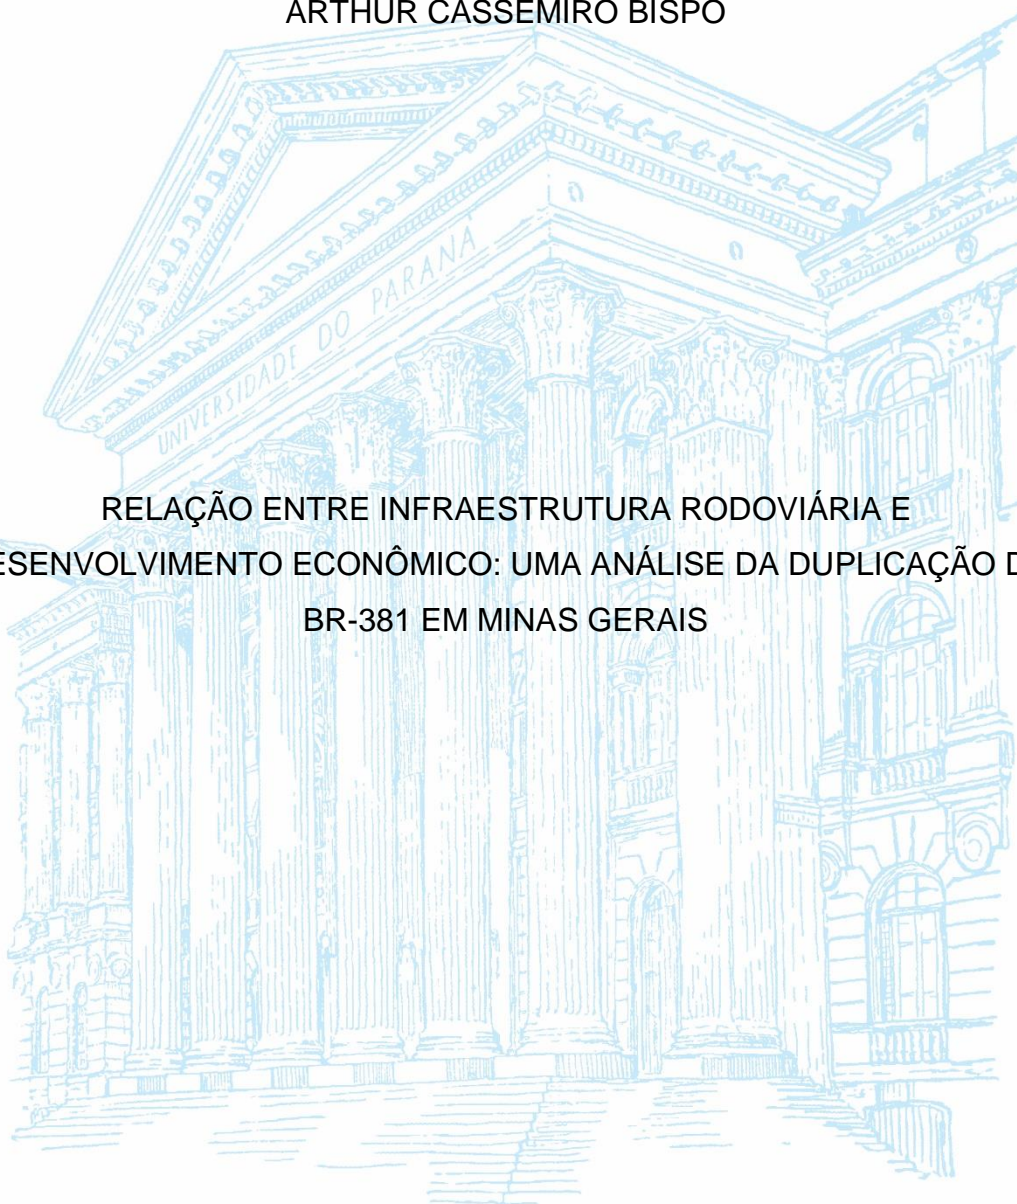 ARTHUR CASSEMIRO BISPO
UNIVERSIDADE DO PARANÁ
RELAÇÃO ENTRE INFRAESTRUTURA RODOVIÁRIA E
ESENVOLVIMENTO ECONÔMICO: UMA ANÁLISE DA DUPLICAÇÃO D
BR-381 EM MINAS GERAIS